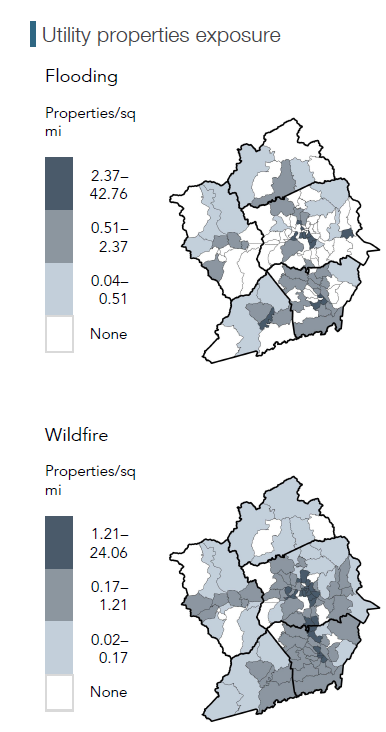 Utility properties exposure
Flooding
Properties/sq
mi
2.37–
42.76
0.51–
2.37
0.04–
0.51
None
Wildfire
Properties/sq
mi
1.21–
24.06
0.17–
1.21
0.02–
0.17
None